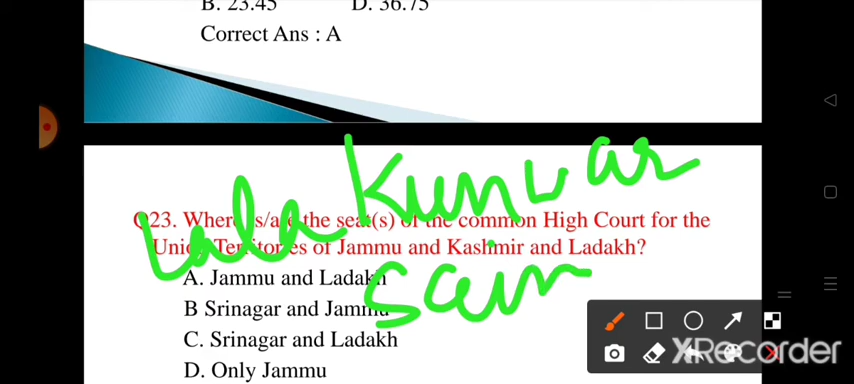 B. 23.45 D. 36.75
Correct Ans : A
Lala Kunwar
Sain
Q23. Where is/are the seat(s) of the common High Court for the
Union Territories of Jammu and Kashmir and Ladakh?
A. Jammu and Ladakh
B Srinagar and Jammu
C. Srinagar and Ladakh
D. Only Jammu
XRecorder